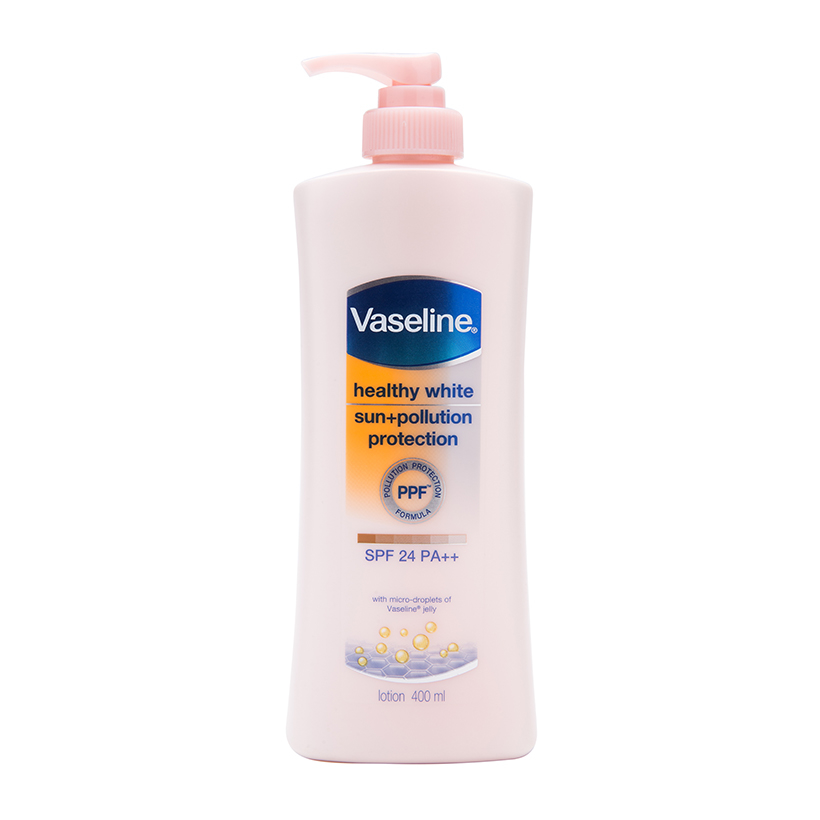 Vaseline®
healthy white
sun+pollution
protection
POLLUTION PROTECTION
PPF™
FORMULA
SPF 24 PA++
with micro-droplets of
Vaseline® jelly
lotion 400 ml